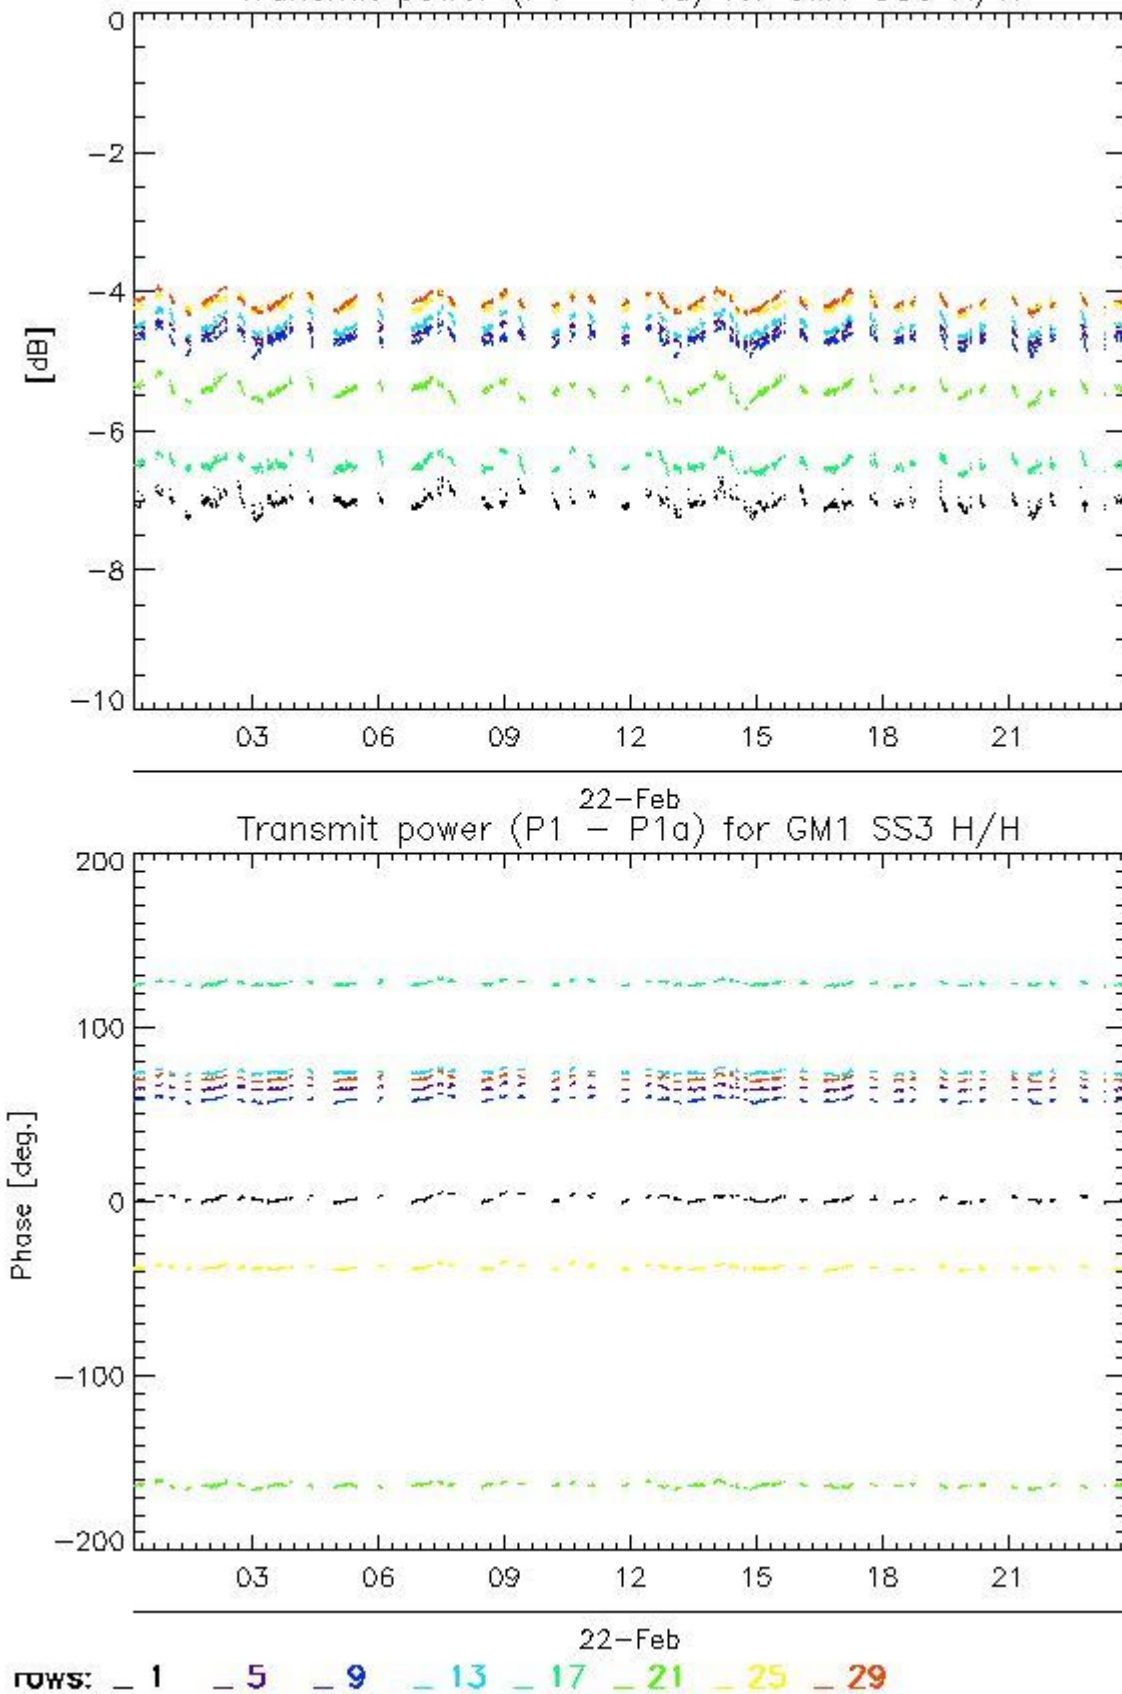 0
-2
-4
[dB]
-6
-8
-10
03 06 09 12 15 18 21
22-Feb
Transmit power (P1 - P1a) for GM1 SS3 H/H
200
100
Phase [deg.]
0
-100
-200
03 06 09 12 15 18 21
22-Feb
rows: _ 1 _ 5 _ 9 _ 13 _ 17 _ 21 _ 25 _ 29